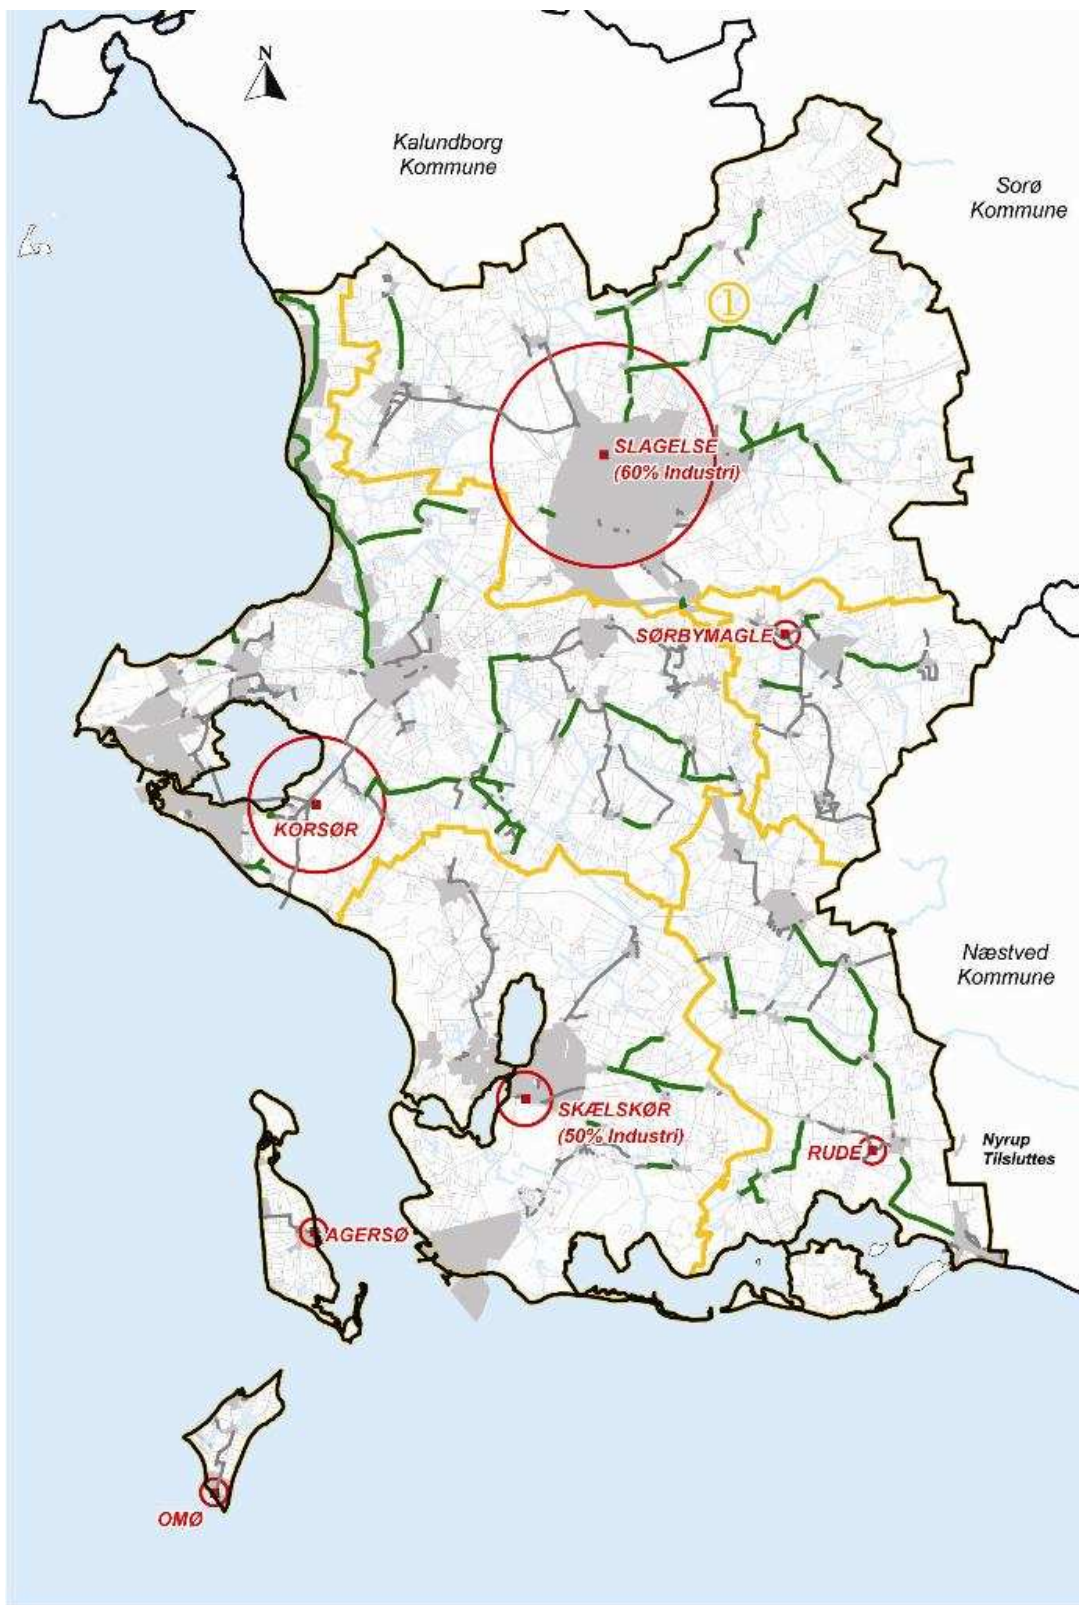 N
Kalundborg
Kommune
Sorø
Kommune
1
SLAGELSE
(60% Industri)
SØRBYMAGLE
KORSØR
Næstved
Kommune
SKÆLSKØR
(50% Industri)
RUDE
Nyrup
Tilsluttes
AGERSØ
OMØ